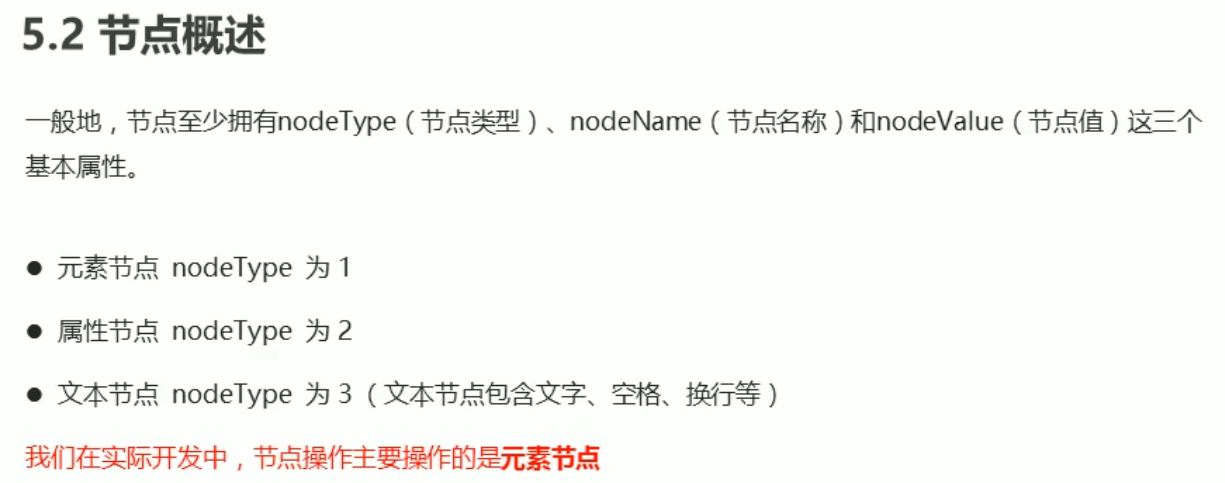 5.2 节点概述
一般地，节点至少拥有nodeType（节点类型）、nodeName（节点名称）和nodeValue（节点值）这三个
基本属性。
● 元素节点 nodeType 为 1
● 属性节点 nodeType 为 2
● 文本节点 nodeType 为 3（文本节点包含文字、空格、换行等）
我们在实际开发中，节点操作主要操作的是元素节点